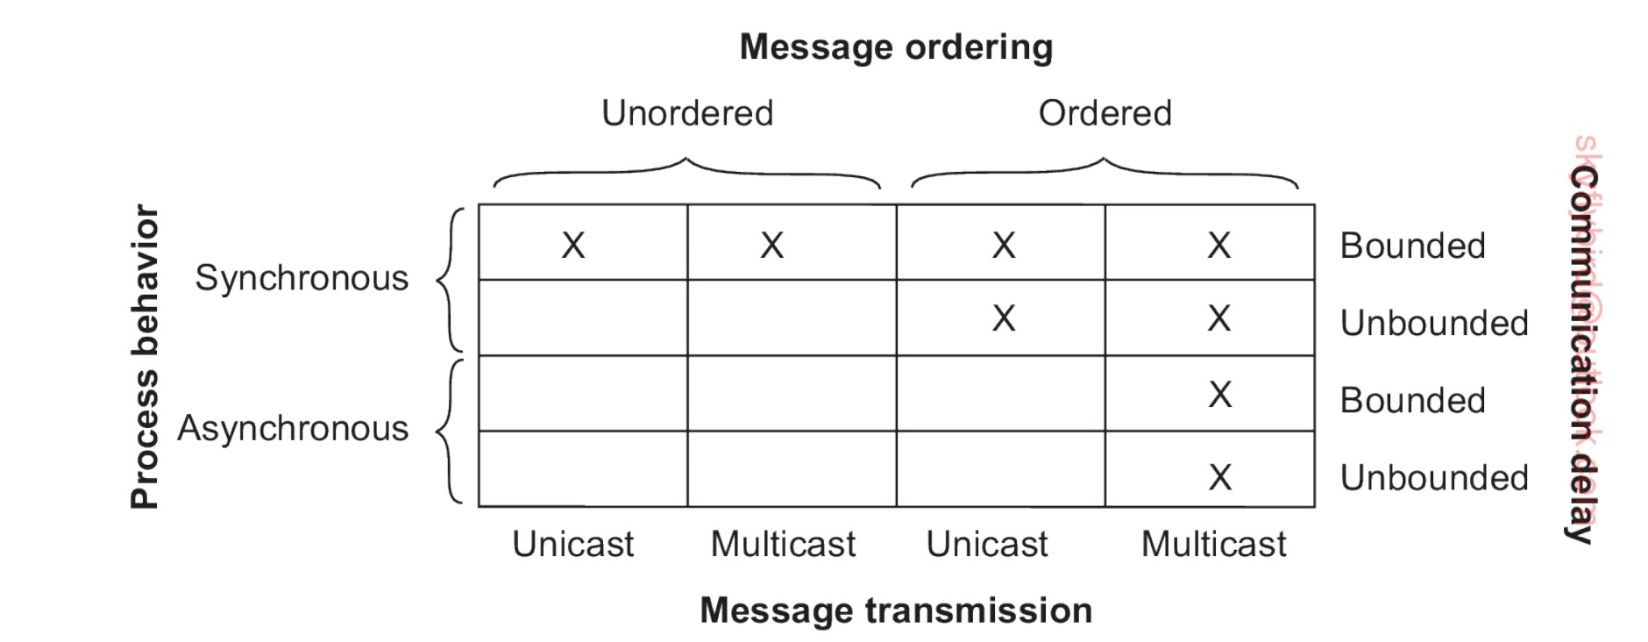 Message ordering
Unordered Ordered
Process behavior
Synchronous
Asynchronous
X X X X Bounded
X X Unbounded
X Bounded
X Unbounded
Communication delay
Unicast Multicast Unicast Multicast
Message transmission